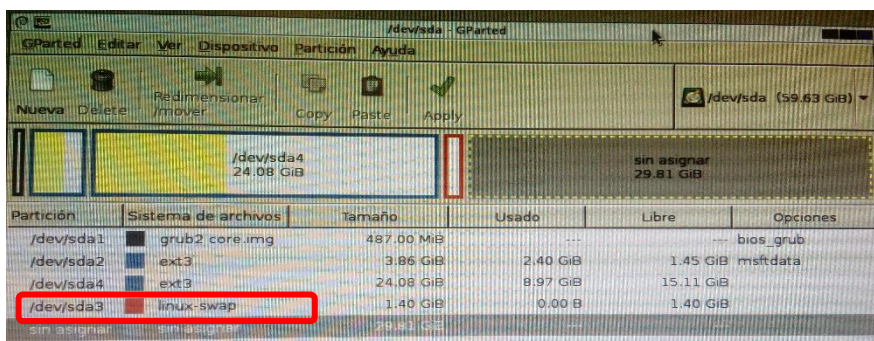 /dev/sda - GParted
GParted Editar Ver Dispositivo Partición Ayuda
Nueva Delete Redimensionar /mover Copy Paste Apply /dev/sda (59.63 GiB)
/dev/sda4
24.08 GiB
sin asignar
29.81 GiB
Partición Sistema de archivos Tamaño Usado Libre Opciones
/dev/sda1 grub2 core.img 487.00 MiB --- --- bios_grub
/dev/sda2 ext3 3.86 GiB 2.40 GiB 1.45 GiB msftdata
/dev/sda4 ext3 24.08 GiB 8.97 GiB 15.11 GiB
/dev/sda3 linux-swap 1.40 GiB 0.00 B 1.40 GiB
sin asignar sin asignar 29.81 GiB --- ---